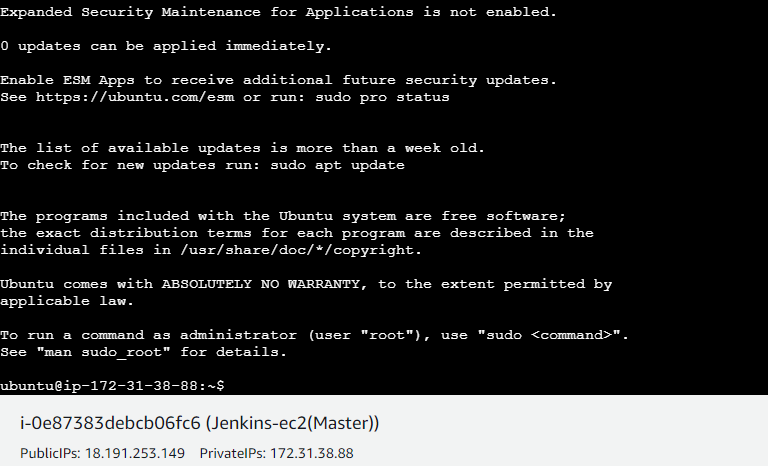 Expanded Security Maintenance for Applications is not enabled.
0 updates can be applied immediately.
Enable ESM Apps to receive additional future security updates.
See https://ubuntu.com/esm or run: sudo pro status
The list of available updates is more than a week old.
To check for new updates run: sudo apt update
The programs included with the Ubuntu system are free software;
the exact distribution terms for each program are described in the
individual files in /usr/share/doc/*/copyright.
Ubuntu comes with ABSOLUTELY NO WARRANTY, to the extent permitted by
applicable law.
To run a command as administrator (user "root"), use "sudo <command>".
See "man sudo_root" for details.
ubuntu@ip-172-31-38-88:~$
i-0e87383debcb06fc6 (Jenkins-ec2(Master))
PublicIPs: 18.191.253.149 PrivateIPs: 172.31.38.88